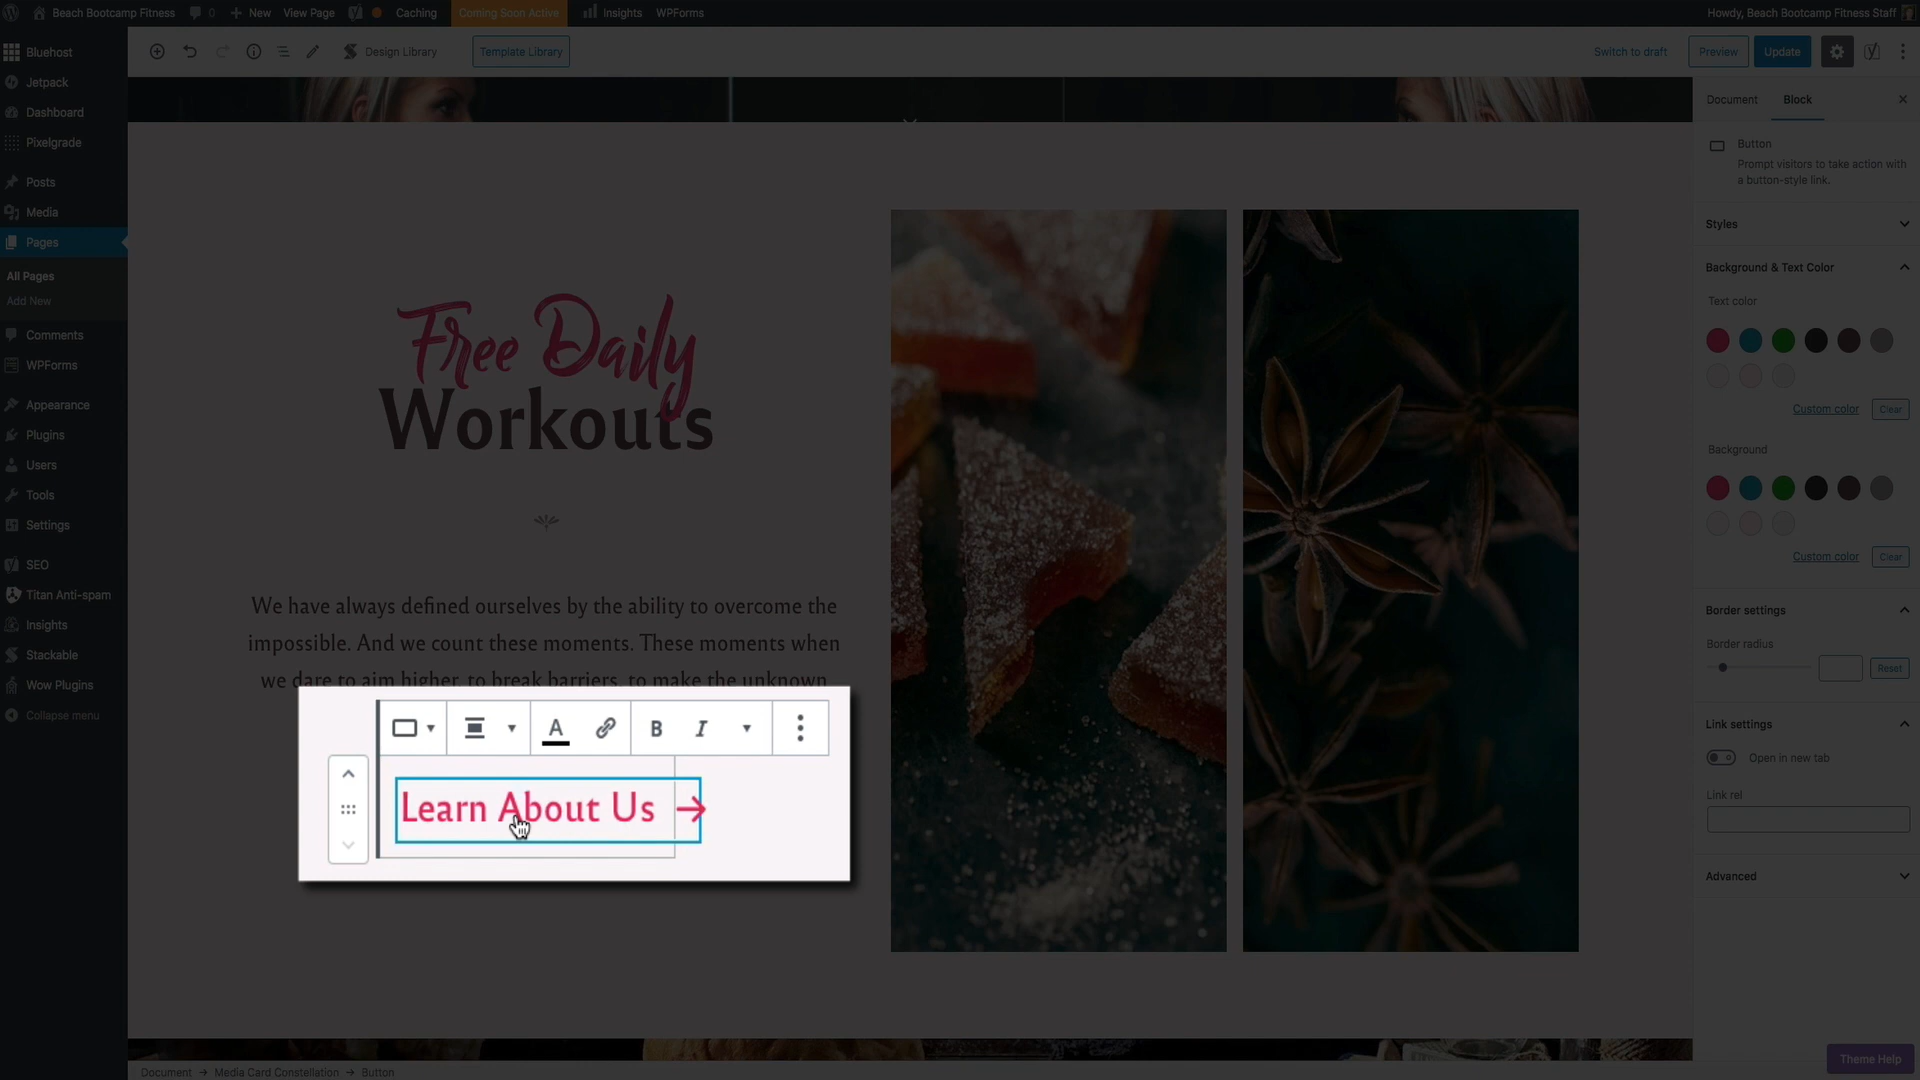 Beach Bootcamp Fitness 0 New View Page Caching Coming Soon Active Insights WPForms Howdy, Beach Bootcamp Fitness Staff
Bluehost
Jetpack
Dashboard
Pixelgrade
Posts
Media
Pages
All Pages
Add New
Comments
WPForms
Appearance
Plugins
Users
Tools
Settings
SEO
Titan Anti-spam
Insights
Stackable
Wow Plugins
Collapse menu
Design Library Template Library Switch to draft Preview Update
Free Daily
Workouts
We have always defined ourselves by the ability to overcome the
impossible. And we count these moments. These moments when
we dare to aim higher, to break barriers, to make the unknown
A B I
Learn About Us →
Document Block
Button
Prompt visitors to take action with
a button-style link.
Styles
Background & Text Color
Text color
Custom color Clear
Background
Custom color Clear
Border settings
Border radius
Reset
Link settings
Open in new tab
Link rel
Advanced
Theme Help
Document → Media Card Constellation → Button